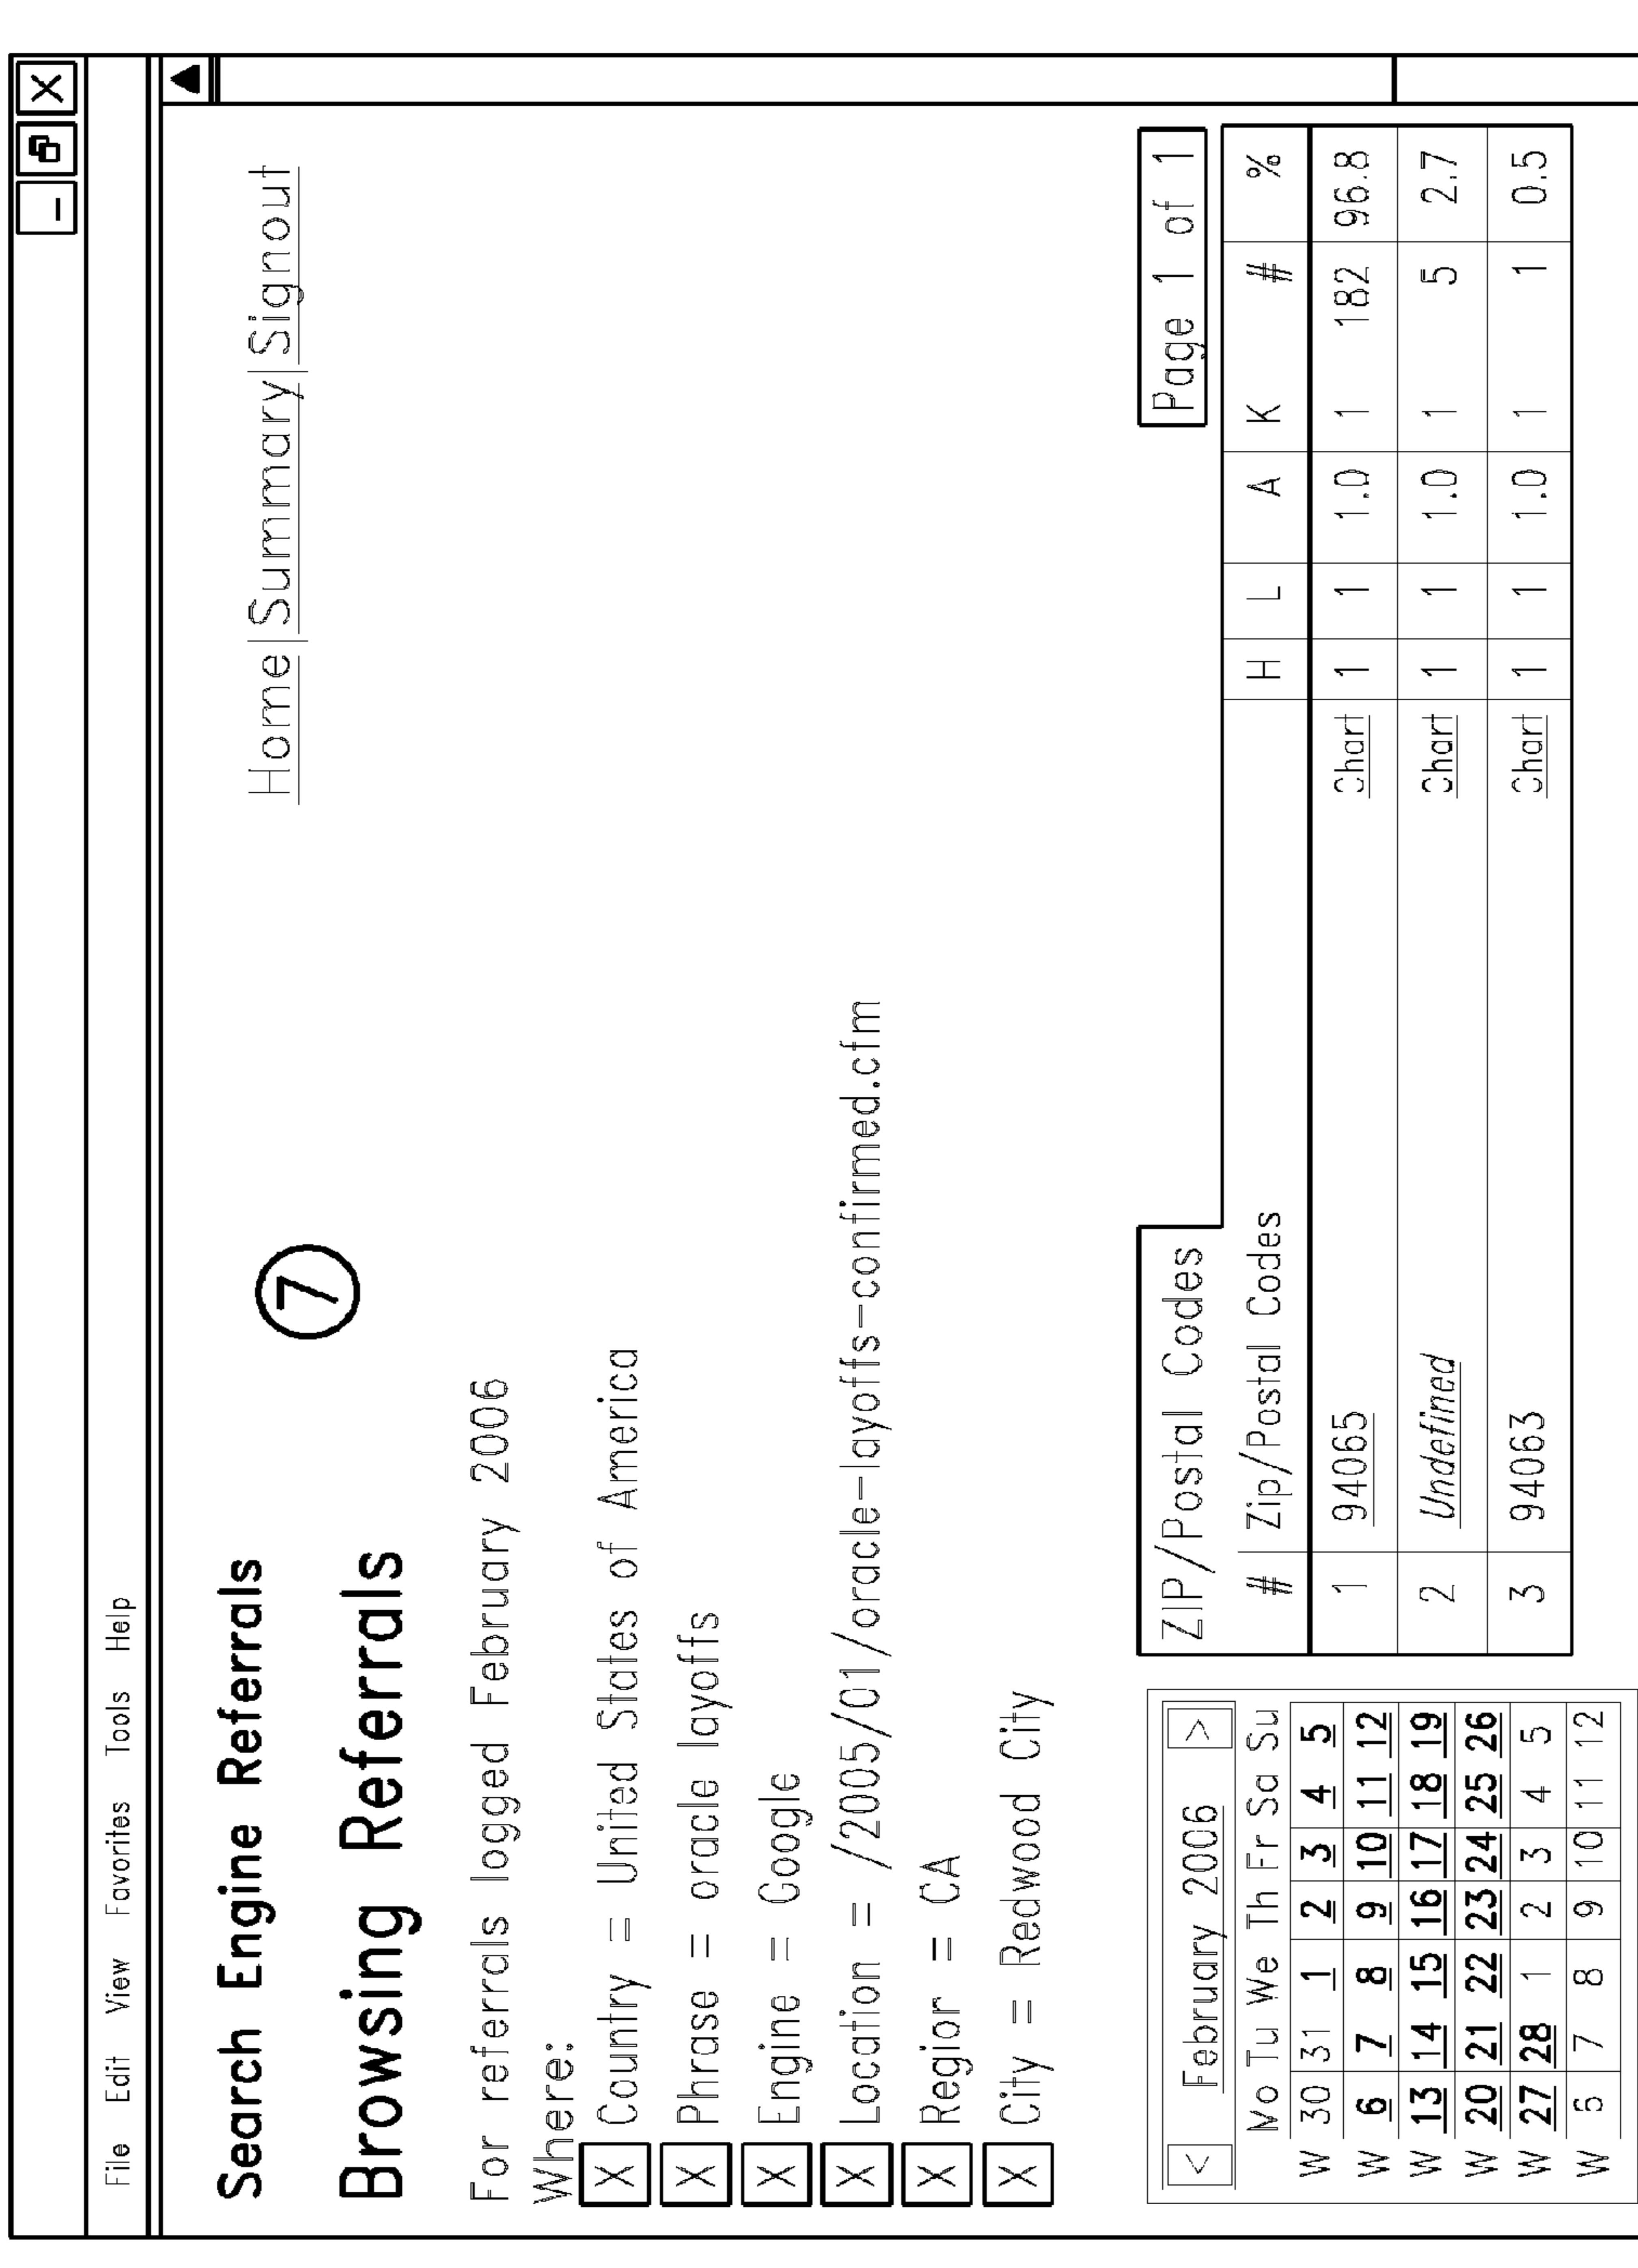 _ X
File Edit View Favorites Tools Help
Search Engine Referrals
Home|Summary|Signout
7
Browsing Referrals
For referrals logged February 2006
Where:
X Country = United States of America
X Phrase = oracle layoffs
X Engine = Google
X Location = /2005/01/oracle-layoffs-confirmed.cfm
X Region = CA
X City = Redwood City
< February 2006 >
Mo Tu We Th Fr Sa Su
W 30 31 1 2 3 4 5
W 6 7 8 9 10 11 12
W 13 14 15 16 17 18 19
W 20 21 22 23 24 25 26
W 27 28 1 2 3 4 5
W 6 7 8 9 10 11 12
ZIP/Postal Codes Page 1 of 1
# Zip/Postal Codes H L A K # %
1 94065 Chart 1 1 1.0 1 182 96.8
2 Undefined Chart 1 1 1.0 1 5 2.7
3 94063 Chart 1 1 1.0 1 1 0.5